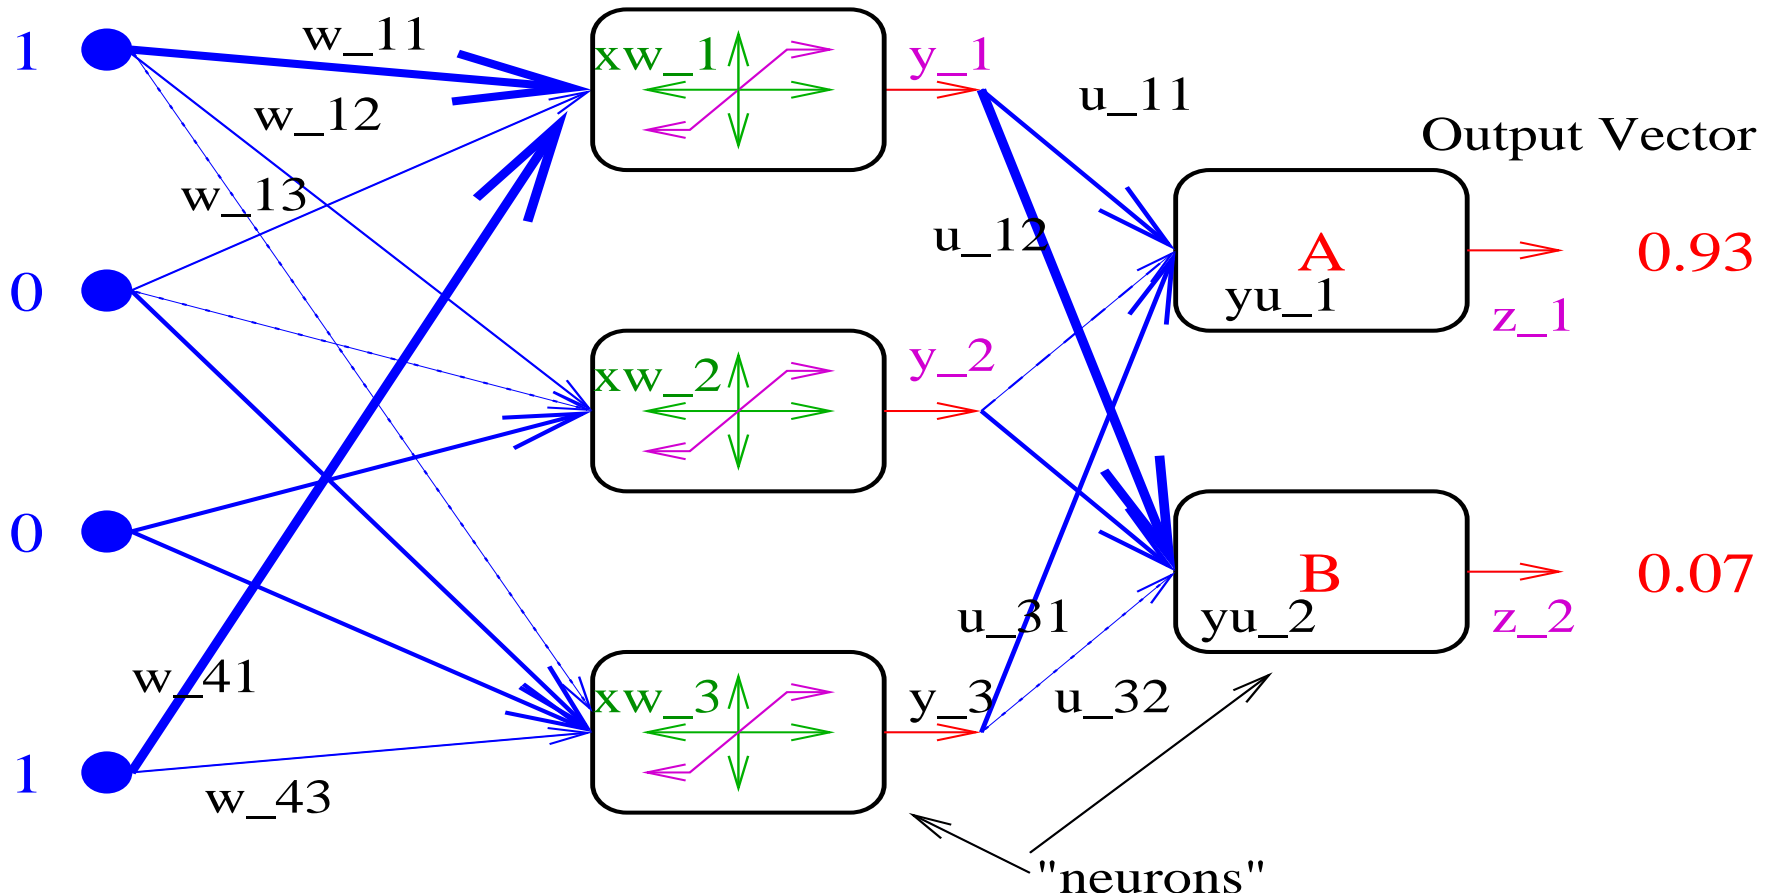 1
w_11
xw_1
y_1
u_11
w_12
Output Vector
w_13
u_12
A
0.93
0
yu_1
z_1
xw_2
y_2
0
B
0.07
u_31
yu_2
z_2
w_41
xw_3
y_3
u_32
1
w_43
"neurons"